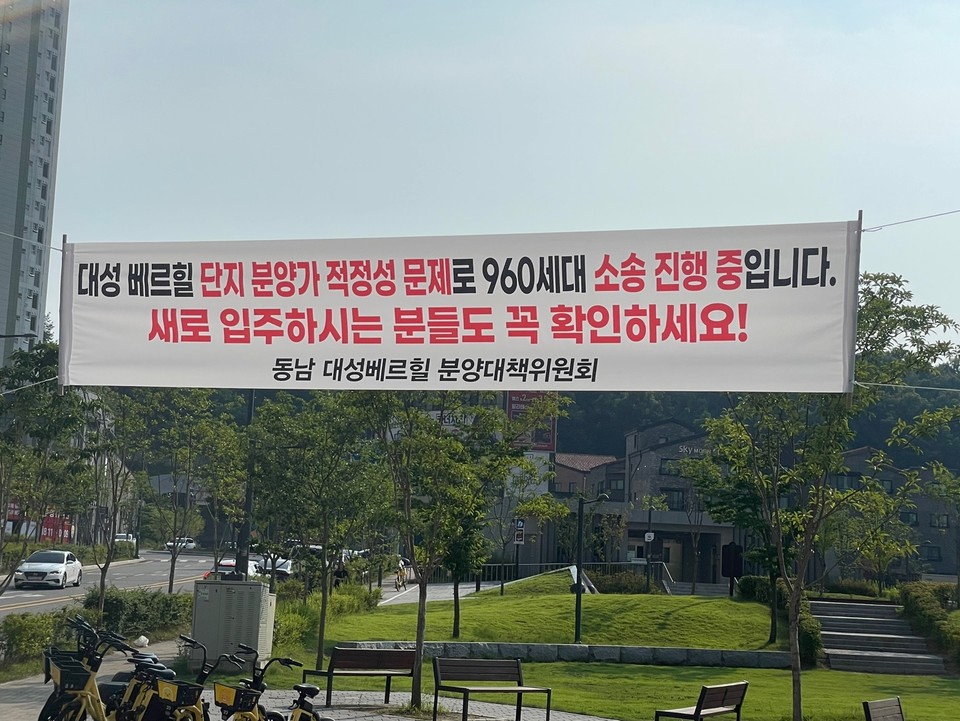 대성 베르힐 단지 분양가 적정성 문제로 960세대 소송 진행 중입니다.
새로 입주하시는 분들도 꼭 확인하세요!
동남 대성베르힐 분양대책위원회
SKY